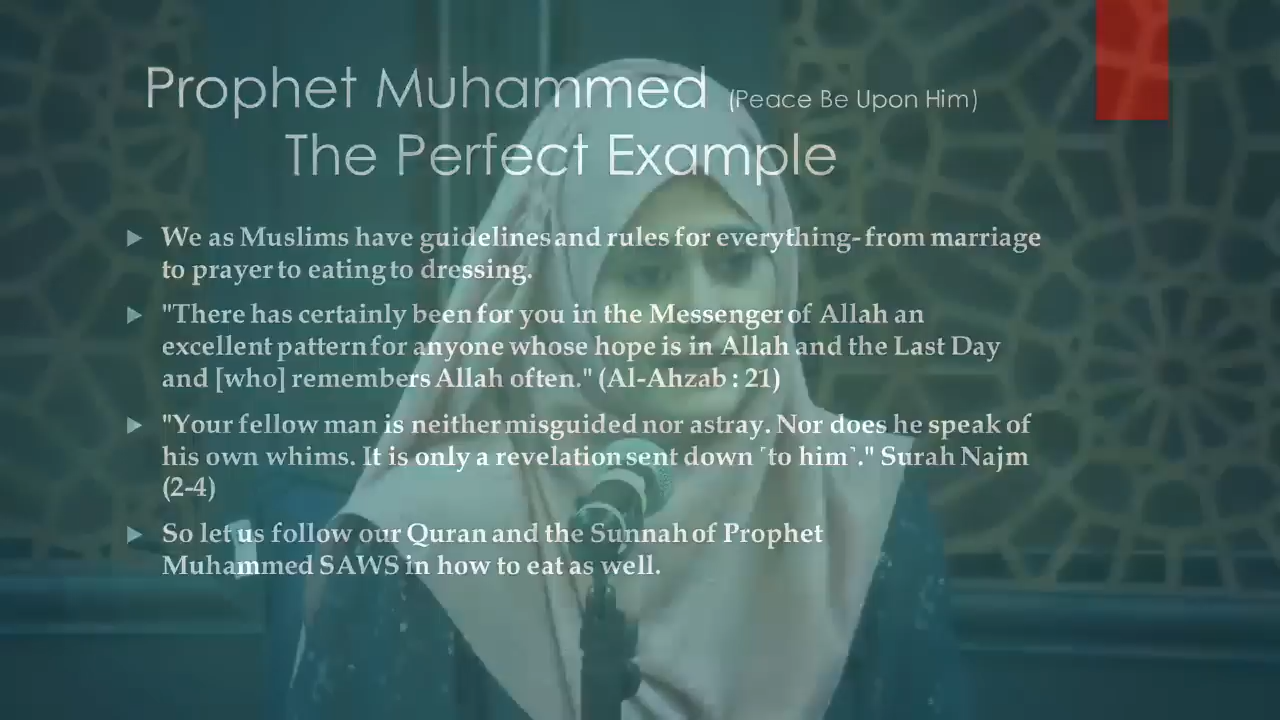 Prophet Muhammed (Peace Be Upon Him)
The Perfect Example
We as Muslims have guidelines and rules for everything- from marriage
to prayer to eating to dressing.
"There has certainly been for you in the Messenger of Allah an
excellent pattern for anyone whose hope is in Allah and the Last Day
and [who] remembers Allah often." (Al-Ahzab : 21)
"Your fellow man is neither misguided nor astray. Nor does he speak of
his own whims. It is only a revelation sent down ˹to him˺." Surah Najm
(2-4)
So let us follow our Quran and the Sunnah of Prophet
Muhammed SAWS in how to eat as well.